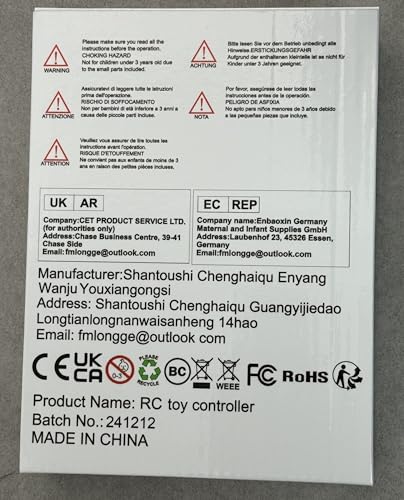 Please make sure you read all the
instructions before the operation.
CHOKING HAZARD
Not for children under 3 years old due
to the small parts.
WARNING
Bitte lesen Sie vor dem Betrieb unbedingt alle
Hinweise.ERSTICKUNGSGEFAHR
Aufgrund der enthaltenen kleinteile ist es nicht für
Kinder unter 3 Jahren geeignet.
ACHTUNG
Assicuratevi di leggere tutte le istruzioni
prima dell'operazione.
RISCHIO DI SOFFOCAMENTO
Non per bambini di età inferiore a 3 anni a
causa delle piccole parti incluse.
ATTENZIONE
Por favor, asegúrese de leer todas las
instrucciones antes de la operación.
PELIGRO DE ASFIXIA
No apto para niños menores de 3 años debido
a las pequeñas piezas que incluye.
NOTA
Veuillez vous assurer de lire toutes les
instructions avant l'opération.
RISQUE D'ETOUFFEMENT
Ne convient pas aux enfants de moins de 3
ans en raison des petites pièces incluses.
ATTENTION
UK AR
Company:CET PRODUCT SERVICE LTD.
(for authorities only)
Address:Chase Business Centre, 39-41
Chase Side
Email:fmlongge@outlook.com
EC REP
Company Name:Enbaoxin Germany
Maternal and Infant Supplies GmbH
Address:Laubenhof 23, 45326 Essen,
Germany
Email:fmlongge@outlook.com
Manufacturer:Shantoushi Chenghaiqu Enyang
Wanju Youxiangongsi
Address: Shantoushi Chenghaiqu Guangyijiedao
Longtianlongnanwaisanheng 14hao
Email: fmlongge@outlook.com
CE UK CA 0-3 PLEASE RECYCLE BC WEEE FC RoHS
Product Name: RC toy controller
Batch No.:241212
MADE IN CHINA